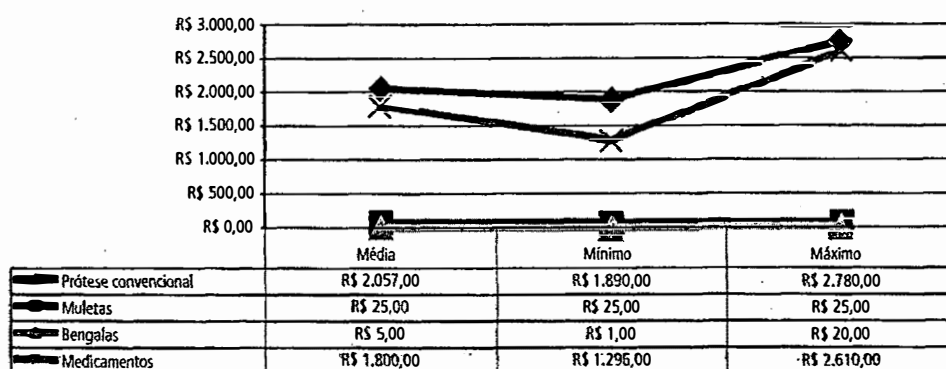 R$ 3.000,00
R$ 2.500,00
R$ 2.000,00
R$ 1.500,00
R$ 1.000,00
R$ 500,00
R$ 0,00
Média Mínimo Máximo
Prótese convencional R$ 2.057,00 R$ 1.890,00 R$ 2.780,00
Muletas R$ 25,00 R$ 25,00 R$ 25,00
Bengalas R$ 5,00 R$ 1,00 R$ 20,00
Medicamentos R$ 1.800,00 R$ 1.295,00 R$ 2.610,00